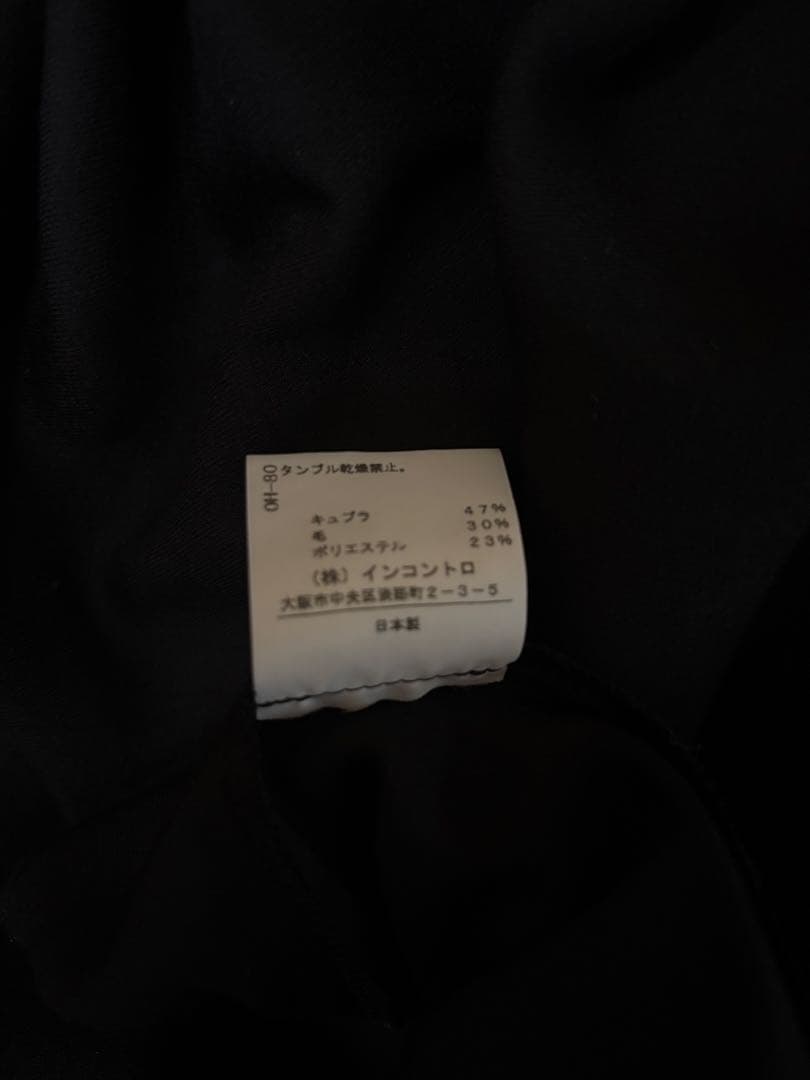 OH-80
タンブル乾燥禁止。
キュプラ 47%
毛 30%
ポリエステル 23%
(株) インコントロ
大阪市中央区淡路町2-3-5
日本製